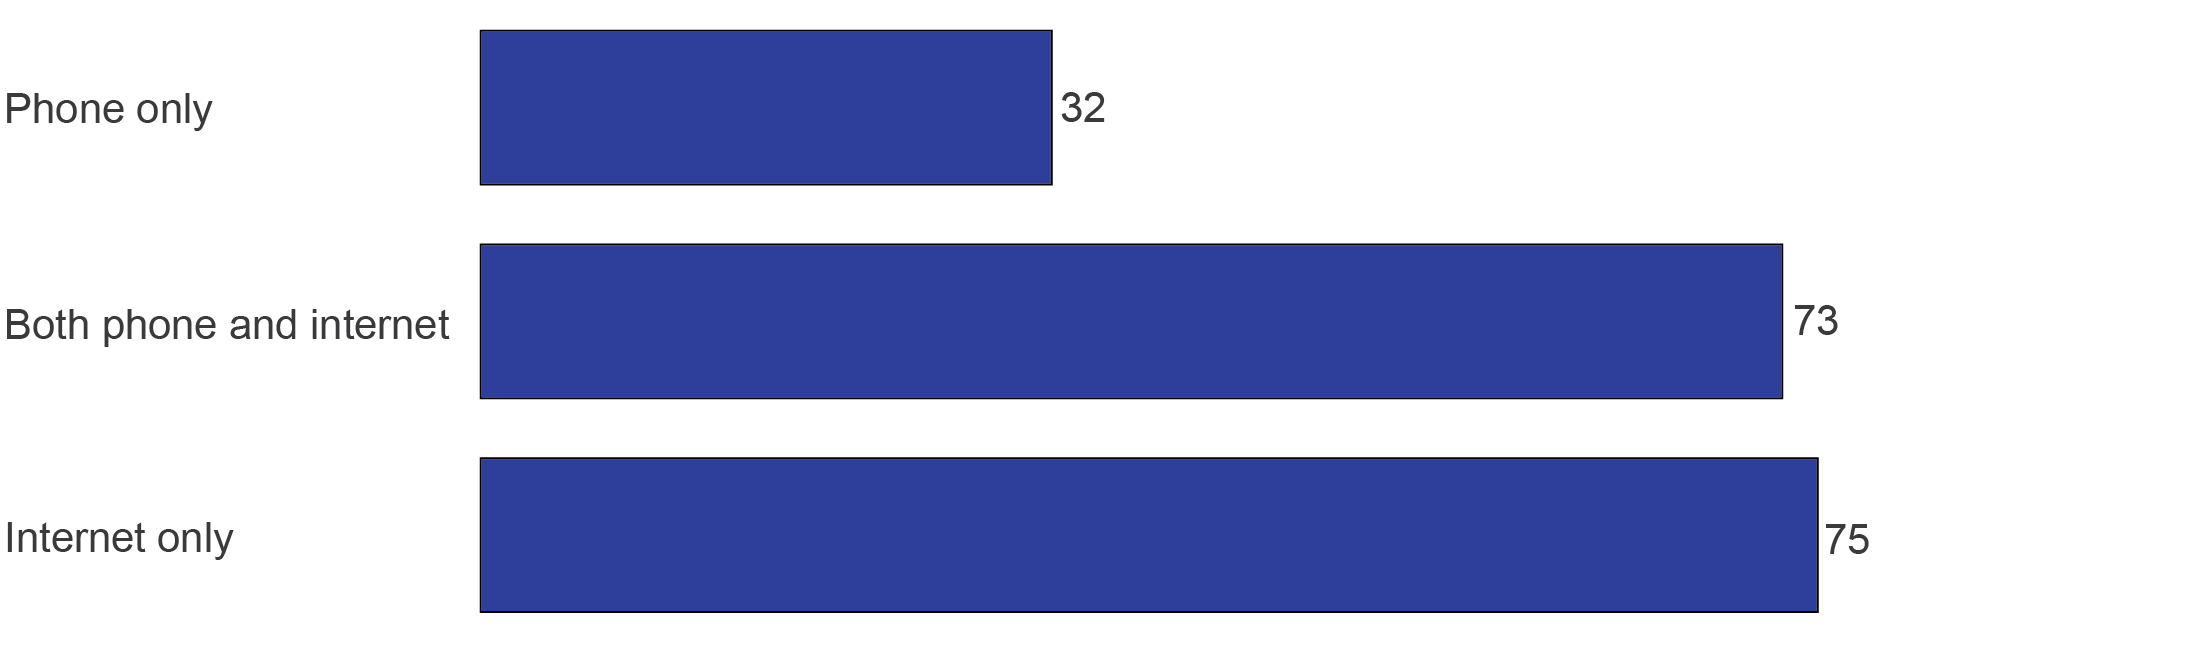 Phone only 32
Both phone and internet 73
Internet only 75